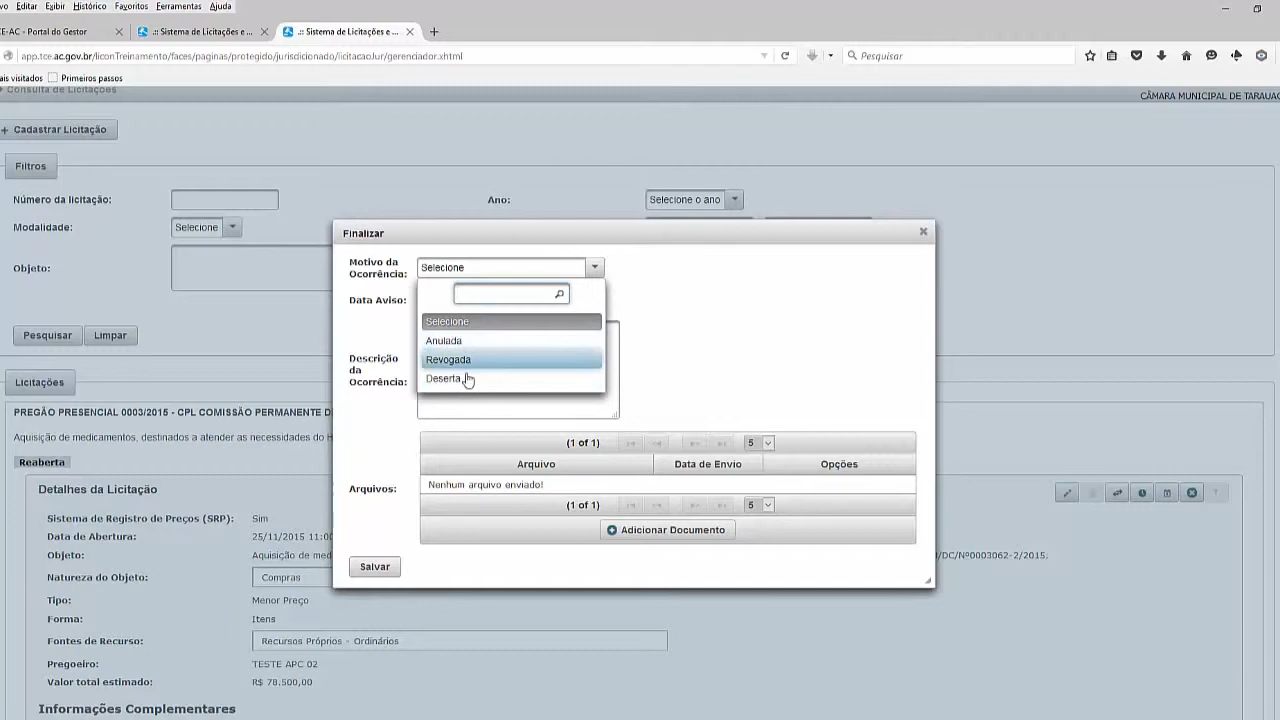 vo Editar Exibir Histórico Favoritos Ferramentas Ajuda
CE-AC - Portal do Gestor
.:: Sistema de Licitações e ...
.:: Sistema de Licitações e ...
app.tce.ac.gov.br/liconTreinamento/faces/paginas/protegido/jurisdicionado/licitacaoJur/gerenciador.xhtml
Pesquisar
ais visitados Primeiros passos
Consulta de Licitações
CÂMARA MUNICIPAL DE TARAUAC
+ Cadastrar Licitação
Filtros
Número da licitação:
Ano: Selecione o ano
Modalidade: Selecione
Objeto:
Pesquisar Limpar
Finalizar
Motivo da Ocorrência: Selecione
Selecione
Anulada
Revogada
Deserta
Data Aviso:
Descrição
da
Ocorrência:
(1 of 1) 5
Arquivo Data de Envio Opções
Arquivos: Nenhum arquivo enviado!
(1 of 1) 5
Adicionar Documento
Salvar
Licitações
PREGÃO PRESENCIAL 0003/2015 - CPL COMISSÃO PERMANENTE DE
Aquisição de medicamentos, destinados a atender as necessidades do H
Reaberta
Detalhes da Licitação
Sistema de Registro de Preços (SRP): Sim
Data de Abertura: 25/11/2015 11:00
Objeto: Aquisição de med /DC/Nº0003062-2/2015.
Natureza do Objeto: Compras
Tipo: Menor Preço
Forma: Itens
Fontes de Recurso: Recursos Próprios - Ordinários
Pregoeiro: TESTE APC 02
Valor total estimado: R$ 78.500,00
Informações Complementares